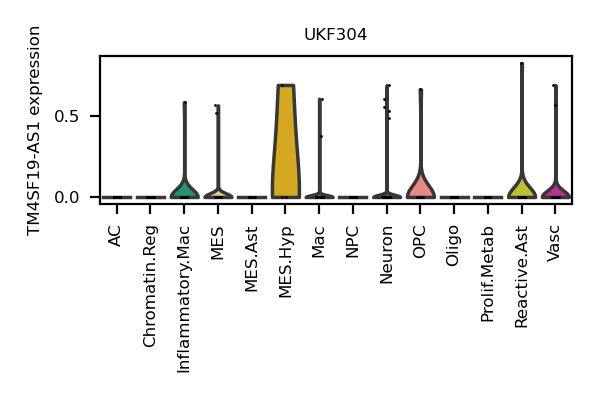 UKF304
TM4SF19-AS1 expression
0.5
0.0
AC
Chromatin.Reg
Inflammatory.Mac
MES
MES.Ast
MES.Hyp
Mac
NPC
Neuron
OPC
Oligo
Prolif.Metab
Reactive.Ast
Vasc